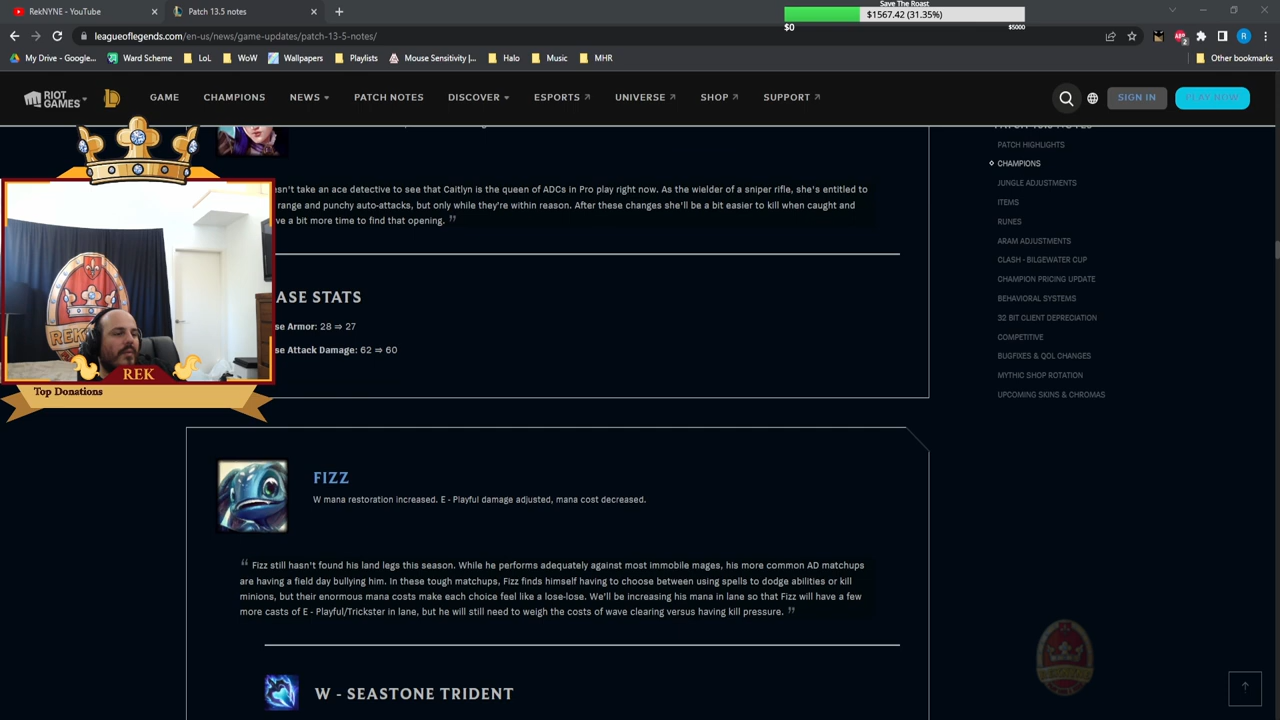 RekNYNE - YouTube
Patch 13.5 notes
Save The Roast
$1567.42 (31.35%)
$0
$5000
leagueoflegends.com/en-us/news/game-updates/patch-13-5-notes/
My Drive - Google...
Ward Scheme
LoL
WoW
Wallpapers
Playlists
Mouse Sensitivity |...
Halo
Music
MHR
Other bookmarks
RIOT GAMES
GAME
CHAMPIONS
NEWS
PATCH NOTES
DISCOVER
ESPORTS
UNIVERSE
SHOP
SUPPORT
SIGN IN
PLAY NOW
PATCH HIGHLIGHTS
CHAMPIONS
JUNGLE ADJUSTMENTS
ITEMS
RUNES
ARAM ADJUSTMENTS
CLASH - BILGEWATER CUP
CHAMPION PRICING UPDATE
BEHAVIORAL SYSTEMS
32 BIT CLIENT DEPRECIATION
COMPETITIVE
BUGFIXES & QOL CHANGES
MYTHIC SHOP ROTATION
UPCOMING SKINS & CHROMAS
sn't take an ace detective to see that Caitlyn is the queen of ADCs in Pro play right now. As the wielder of a sniper rifle, she's entitled to
range and punchy auto-attacks, but only while they're within reason. After these changes she'll be a bit easier to kill when caught and
ve a bit more time to find that opening. ”
ASE STATS
se Armor: 28 ⇒ 27
se Attack Damage: 62 ⇒ 60
REK
REK
Top Donations
FIZZ
W mana restoration increased. E - Playful damage adjusted, mana cost decreased.
“ Fizz still hasn't found his land legs this season. While he performs adequately against most immobile mages, his more common AD matchups
are having a field day bullying him. In these tough matchups, Fizz finds himself having to choose between using spells to dodge abilities or kill
minions, but their enormous mana costs make each choice feel like a lose-lose. We'll be increasing his mana in lane so that Fizz will have a few
more casts of E - Playful/Trickster in lane, but he will still need to weigh the costs of wave clearing versus having kill pressure. ”
W - SEASTONE TRIDENT